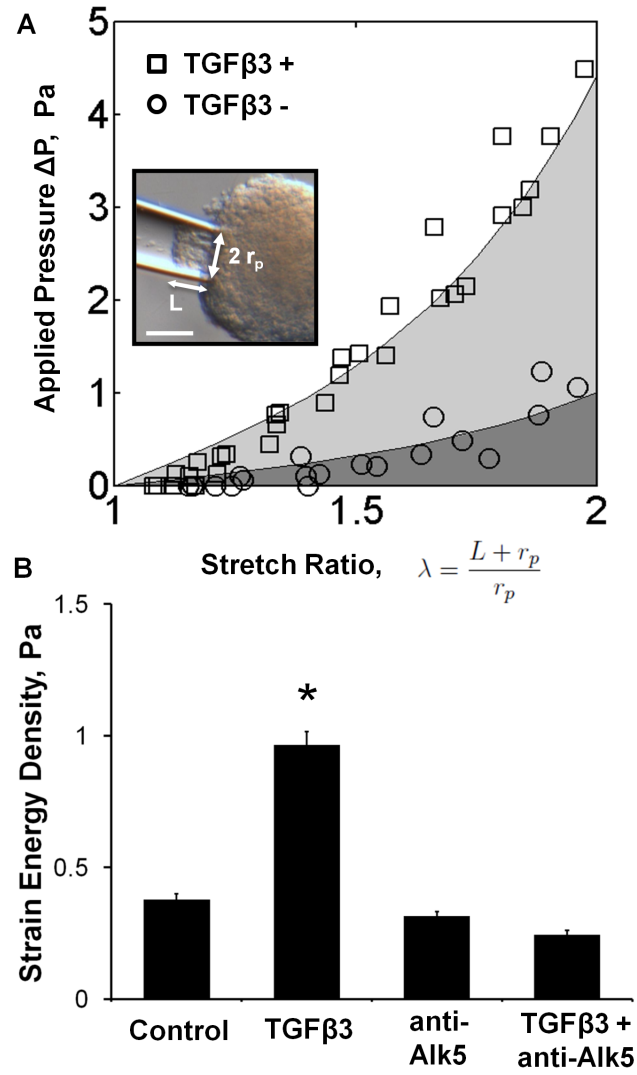 A
Applied Pressure ΔP, Pa
5
4
3
2
1
0
TGFβ3 +
TGFβ3 -
2 rp
L
1
1.5
2
Stretch Ratio, λ = (L + rp) / rp
B
Strain Energy Density, Pa
1.5
1
0.5
0
*
Control
TGFβ3
anti-
Alk5
TGFβ3 +
anti-Alk5